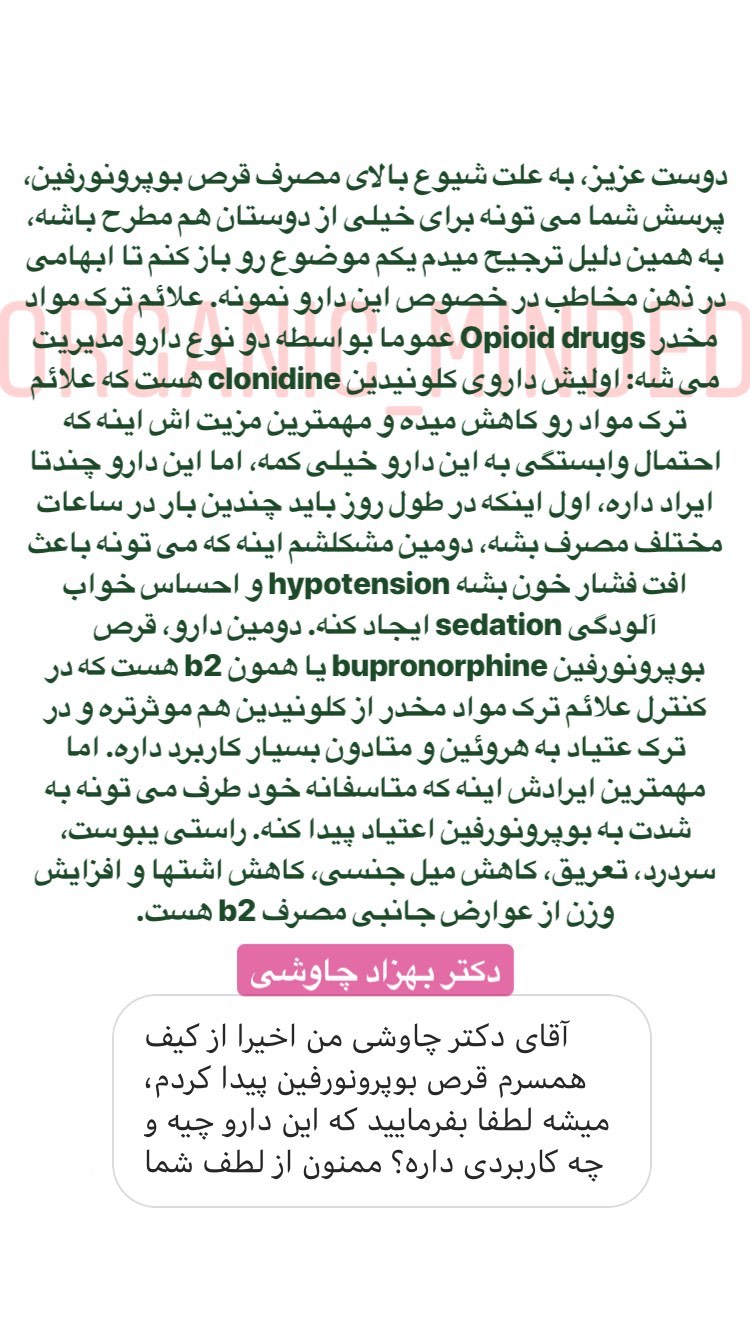 دوست عزیز، به علت شیوع بالای مصرف قرص بوپرونورفین،
پرسش شما می تونه برای خیلی از دوستان هم مطرح باشه،
به همین دلیل ترجیح میدم یکم موضوع رو باز کنم تا ابهامی
در ذهن مخاطب در خصوص این دارو نمونه. علائم ترک مواد
ORGANIC_MINDED
مخدر Opioid drugs عموما بواسطه دو نوع دارو مدیریت
می شه: اولیش داروی کلونیدین clonidine هست که علائم
ترک مواد رو کاهش میده و مهمترین مزیت اش اینه که
احتمال وابستگی به این دارو خیلی کمه، اما این دارو چندتا
ایراد داره، اول اینکه در طول روز باید چندین بار در ساعات
مختلف مصرف بشه، دومین مشکلشم اینه که می تونه باعث
افت فشار خون بشه hypotension و احساس خواب
آلودگی sedation ایجاد کنه. دومین دارو، قرص
بوپرونورفین bupronorphine یا همون b2 هست که در
کنترل علائم ترک مواد مخدر از کلونیدین هم موثرتره و در
ترک عتیاد به هروئین و متادون بسیار کاربرد داره. اما
مهمترین ایرادش اینه که متاسفانه خود طرف می تونه به
شدت به بوپرونورفین اعتیاد پیدا کنه. راستی یبوست،
سردرد، تعریق، کاهش میل جنسی، کاهش اشتها و افزایش
وزن از عوارض جانبی مصرف b2 هست.
دکتر بهزاد چاوشی
آقای دکتر چاوشی من اخیرا از کیف
همسرم قرص بوپرونورفین پیدا کردم،
میشه لطفا بفرمایید که این دارو چیه و
چه کاربردی داره؟ ممنون از لطف شما